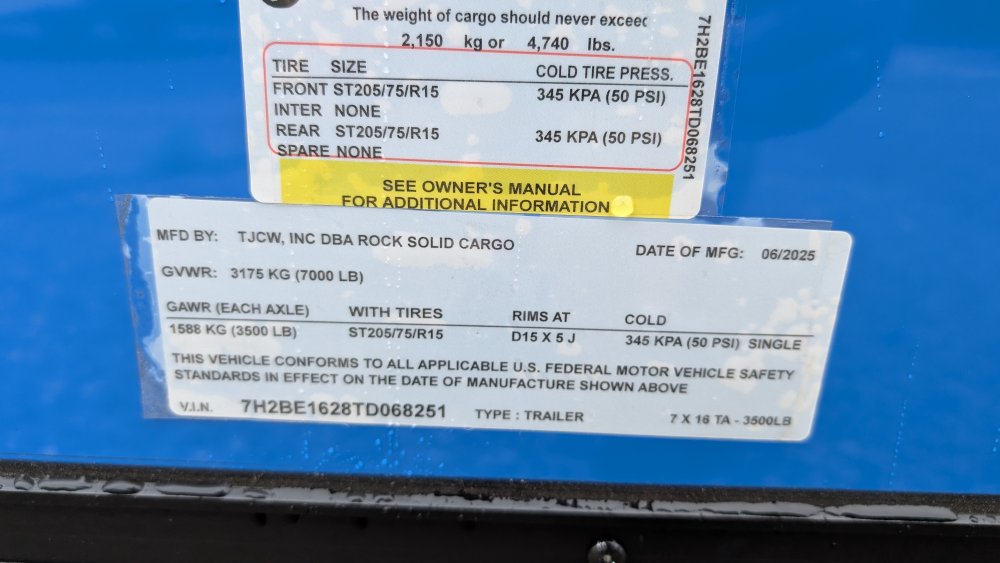 The weight of cargo should never exceed
2,150 kg or 4,740 lbs.
TIRE SIZE COLD TIRE PRESS.
FRONT ST205/75/R15 345 KPA (50 PSI)
INTER NONE
REAR ST205/75/R15 345 KPA (50 PSI)
SPARE NONE
SEE OWNER'S MANUAL
FOR ADDITIONAL INFORMATION
7H2BE1628TD068251
MFD BY: TJCW, INC DBA ROCK SOLID CARGO DATE OF MFG: 06/2025
GVWR: 3175 KG (7000 LB)
GAWR (EACH AXLE) WITH TIRES RIMS AT COLD
1588 KG (3500 LB) ST205/75/R15 D15 X 5 J 345 KPA (50 PSI) SINGLE
THIS VEHICLE CONFORMS TO ALL APPLICABLE U.S. FEDERAL MOTOR VEHICLE SAFETY
STANDARDS IN EFFECT ON THE DATE OF MANUFACTURE SHOWN ABOVE
V.I.N. 7H2BE1628TD068251 TYPE : TRAILER 7 X 16 TA - 3500LB